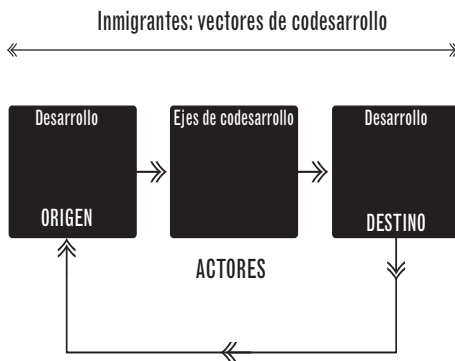 Inmigrantes: vectores de codesarrollo
Desarrollo
ORIGEN
Ejes de codesarrollo
Desarrollo
DESTINO
ACTORES